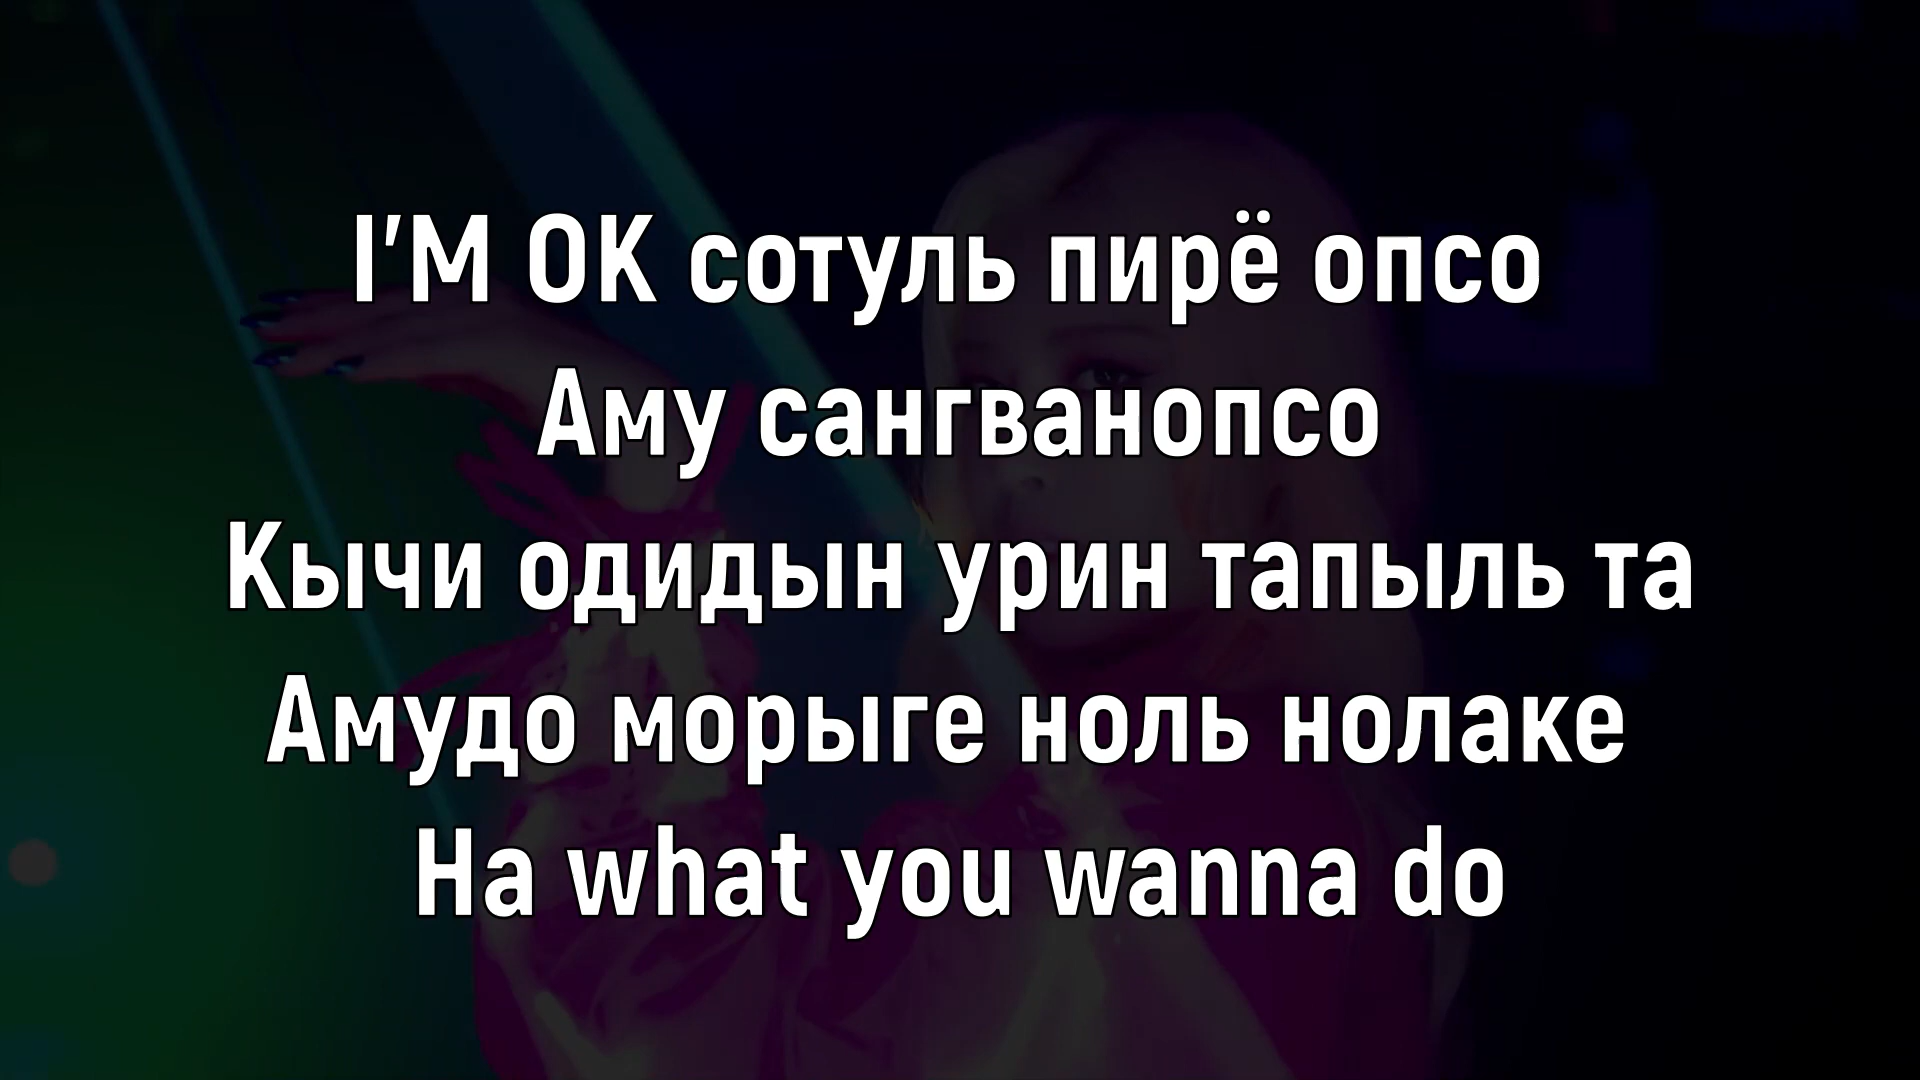 I'M OK сотуль пирё опсо
Аму сангванопсо
Кычи одидын урин тапыль та
Амудо морыге ноль нолаке
На what you wanna do